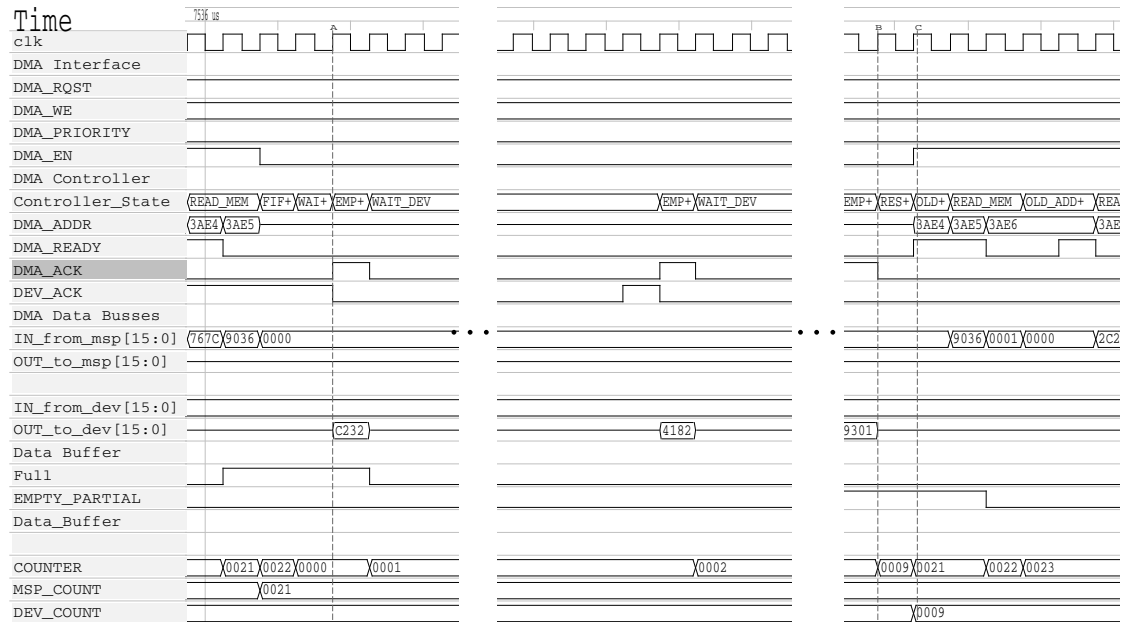 7536 us
Time
A B C
clk
DMA Interface
DMA_RQST
DMA_WE
DMA_PRIORITY
DMA_EN
DMA Controller
Controller_State READ_MEM FIF+ WAI+ EMP+ WAIT_DEV EMP+ WAIT_DEV EMP+ RES+ OLD+ READ_MEM OLD_ADD+ REA
DMA_ADDR 3AE4 3AE5 3AE4 3AE5 3AE6 3AE
DMA_READY
DMA_ACK
DEV_ACK
DMA Data Busses
IN_from_msp[15:0] 767C 9036 0000 ... ... 9036 0001 0000 2C2
OUT_to_msp[15:0]
IN_from_dev[15:0]
OUT_to_dev[15:0] C232 4182 9301
Data Buffer
Full
EMPTY_PARTIAL
Data_Buffer
COUNTER 0021 0022 0000 0001 0002 0009 0021 0022 0023
MSP_COUNT 0021
DEV_COUNT 0009